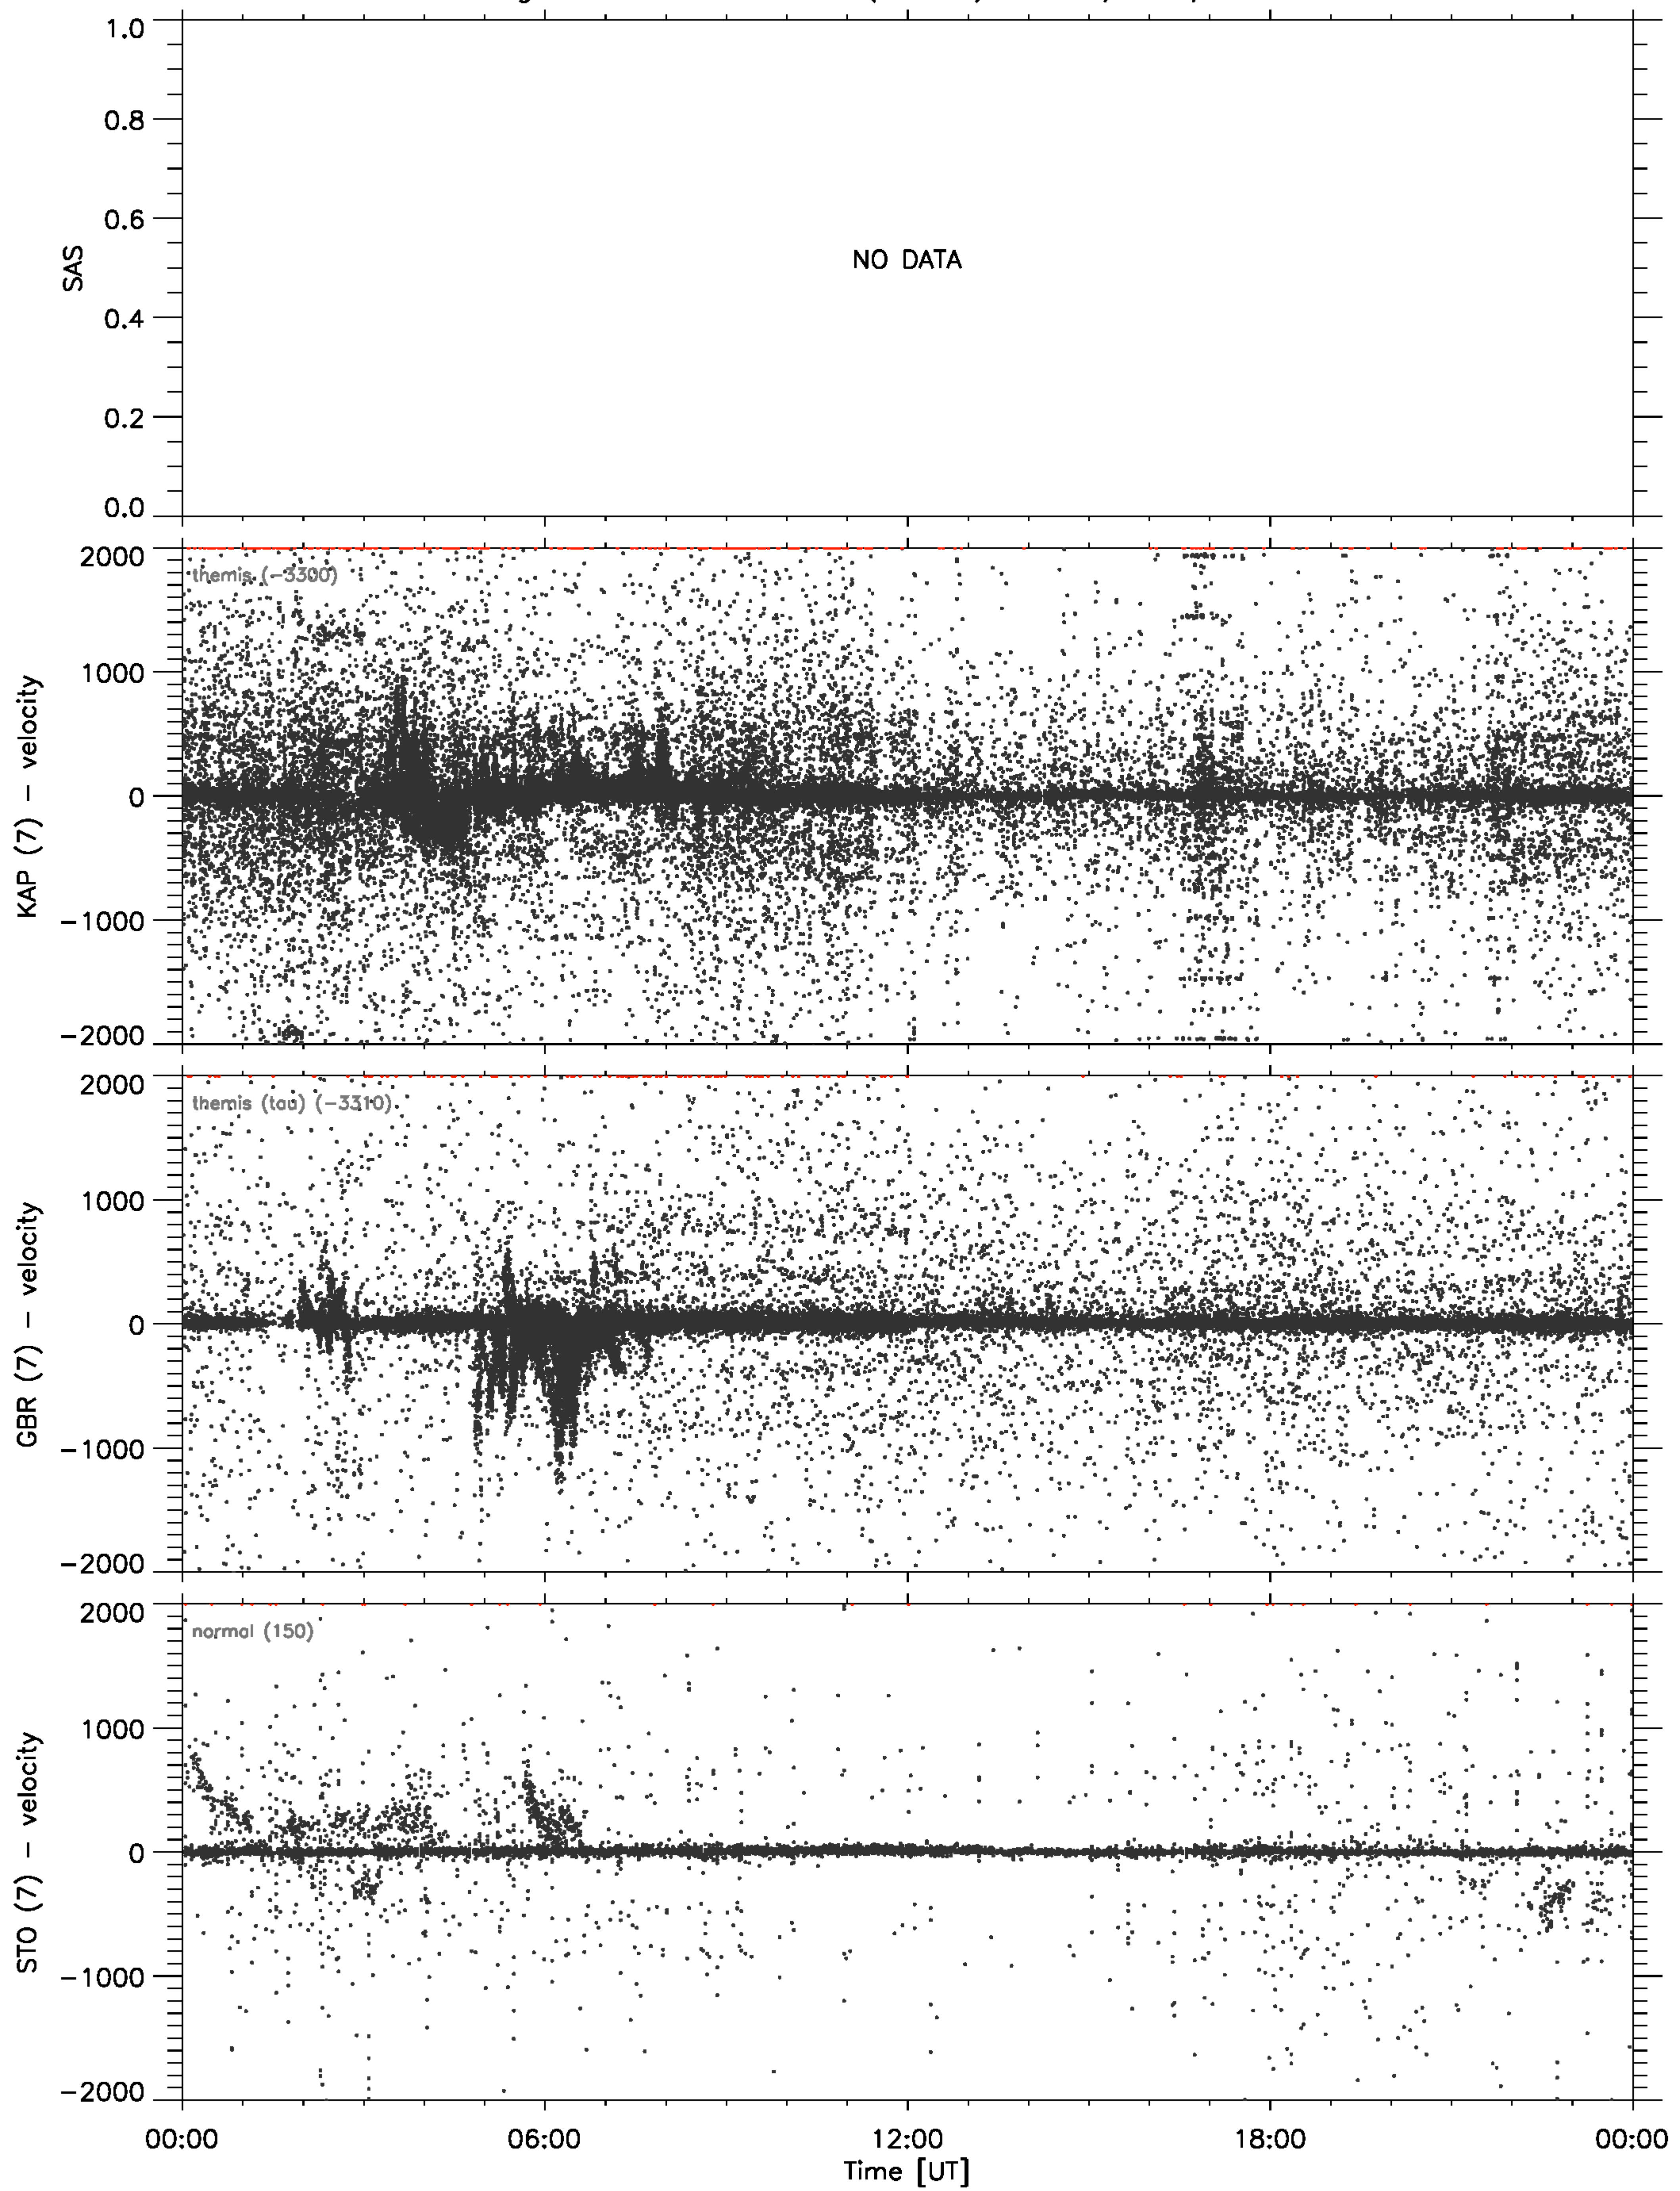 1.0
0.8
0.6
0.4
0.2
0.0
SAS
NO DATA
2000
1000
0
−1000
−2000
KAP (7) − velocity
themis (−3300)
2000
1000
0
−1000
−2000
GBR (7) − velocity
themis (tau) (−3310)
2000
1000
0
−1000
−2000
STO (7) − velocity
normal (150)
00:00 06:00 12:00 18:00 00:00
Time [UT]